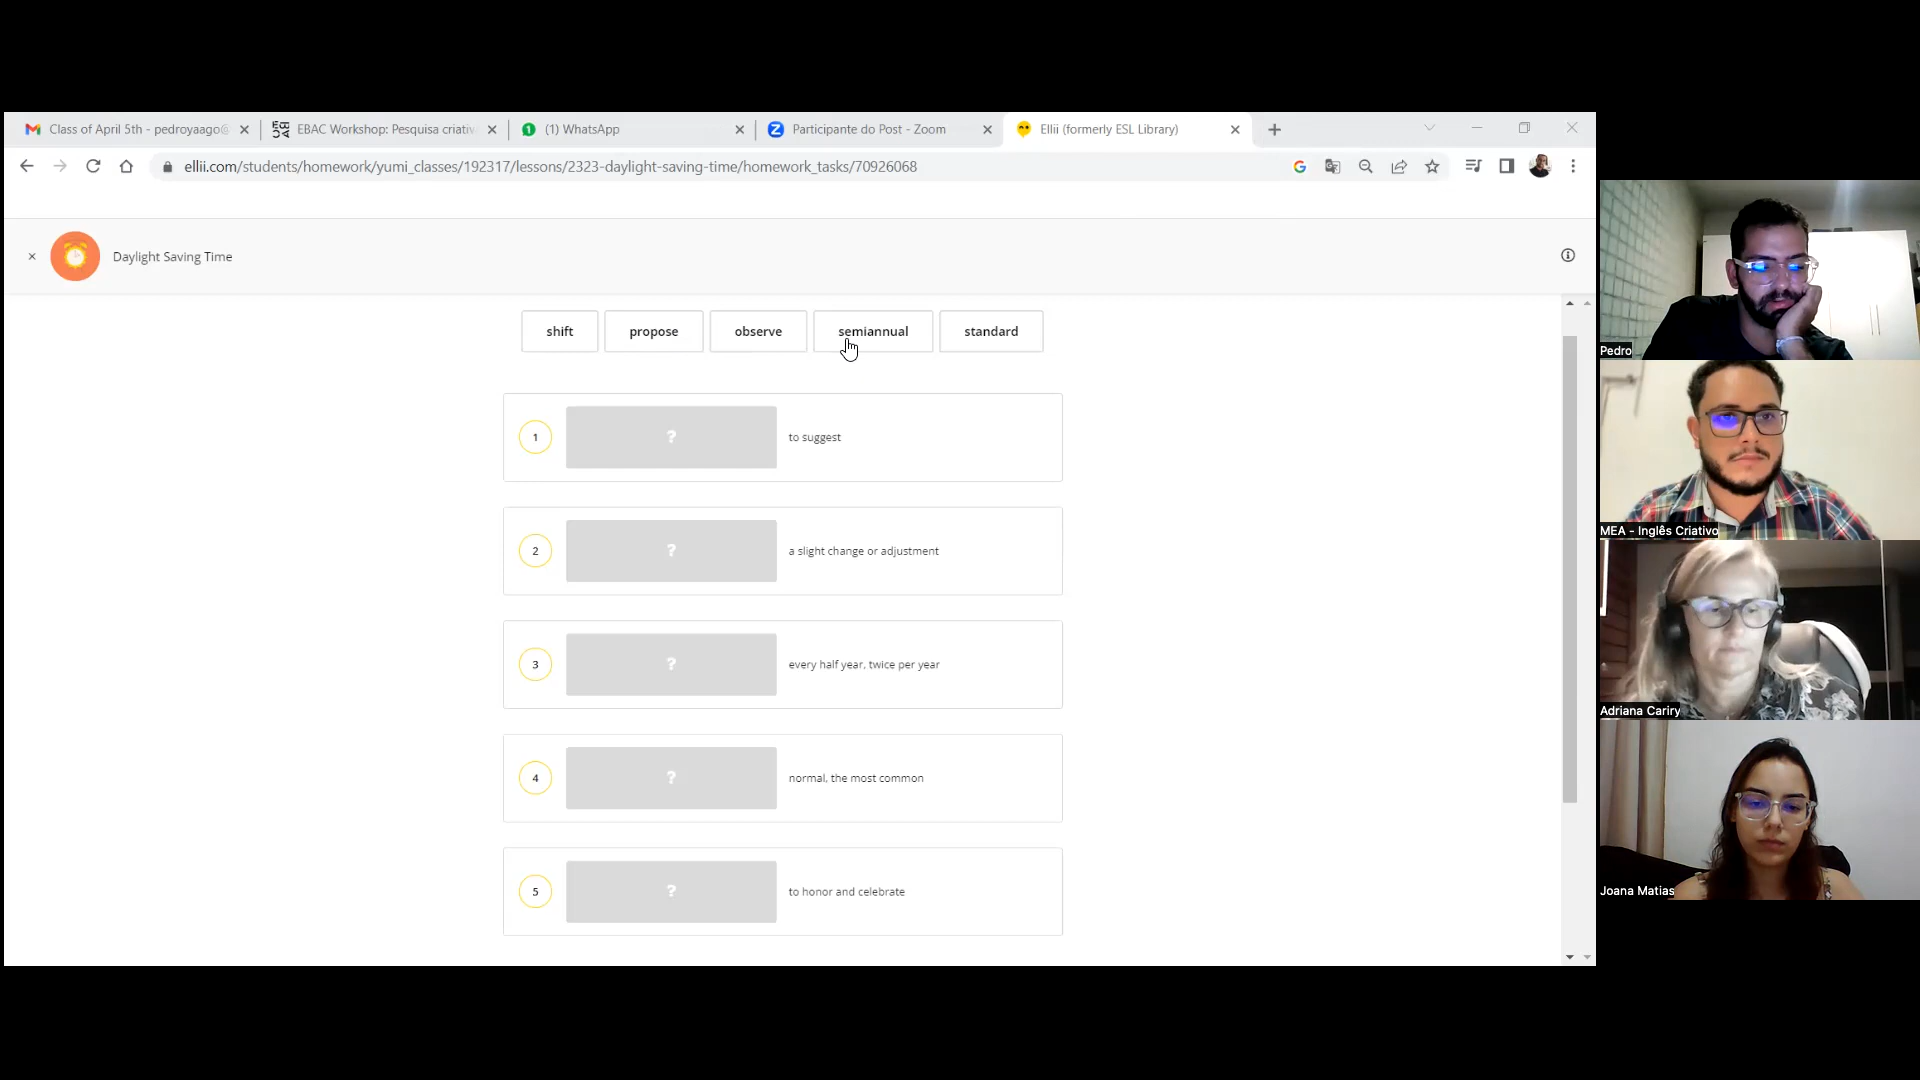 Class of April 5th - pedroyaago@
EBAC Workshop: Pesquisa criativ
1 (1) WhatsApp
Participante do Post - Zoom
Ellii (formerly ESL Library)
ellii.com/students/homework/yumi_classes/192317/lessons/2323-daylight-saving-time/homework_tasks/70926068
Daylight Saving Time
shift propose observe semiannual standard
1 ? to suggest
2 ? a slight change or adjustment
3 ? every half year, twice per year
4 ? normal, the most common
5 ? to honor and celebrate
Pedro
MEA - Inglês Criativo
Adriana Cariry
Joana Matias